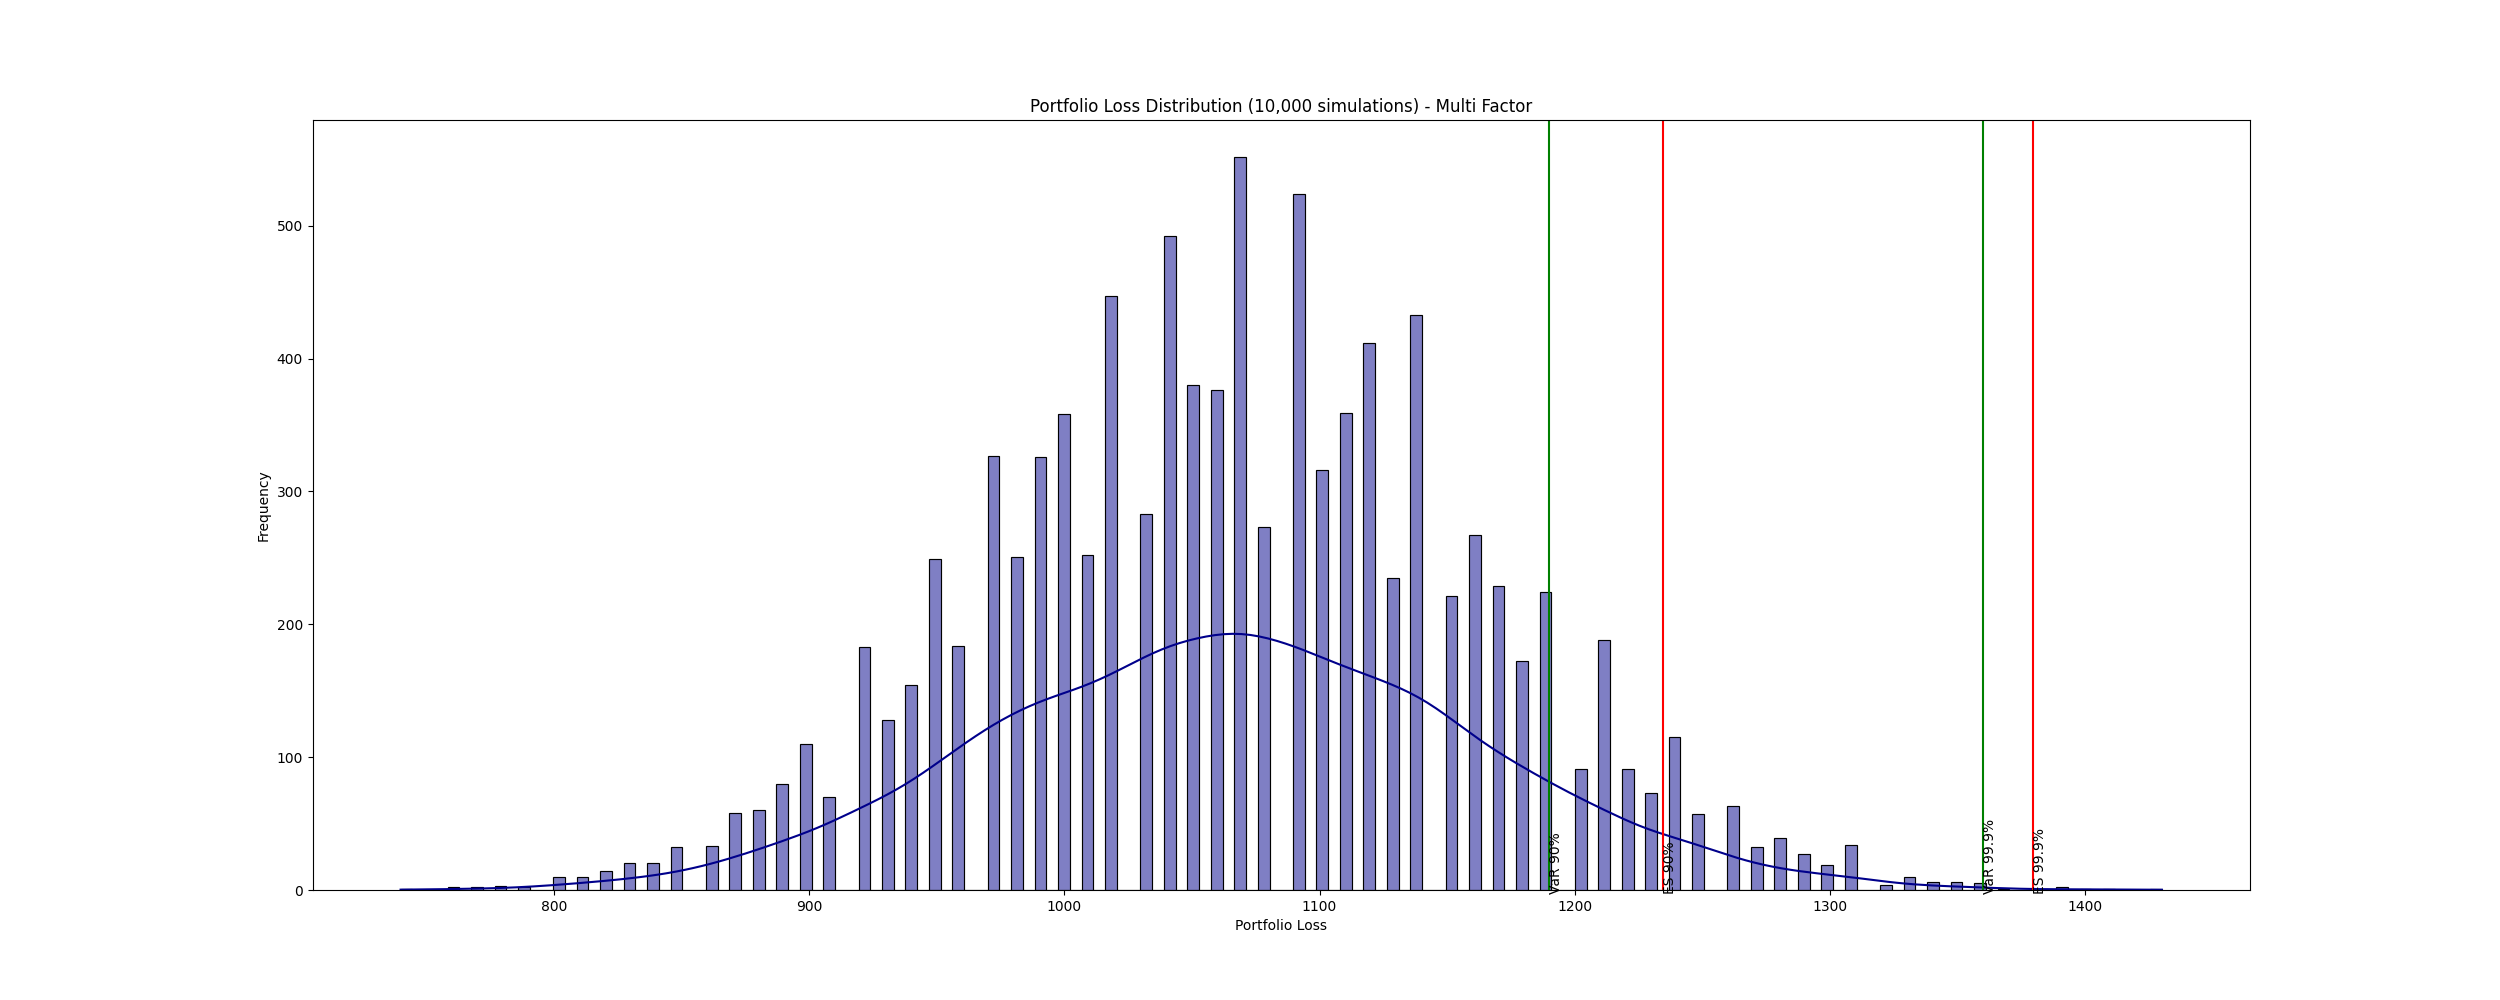 Portfolio Loss Distribution (10,000 simulations) - Multi Factor
Frequency
500
400
300
200
100
0
VaR 90%
ES 90%
VaR 99.9%
ES 99.9%
800
900
1000
1100
1200
1300
1400
Portfolio Loss